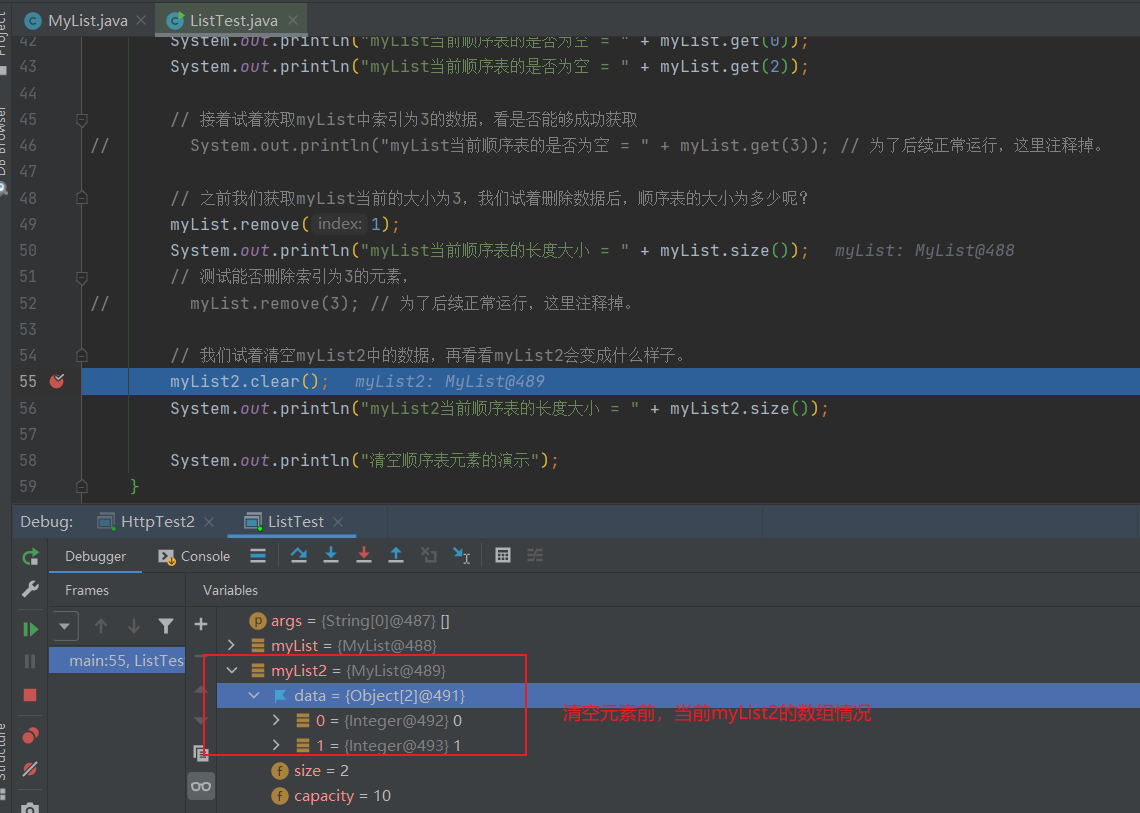 MyList.java
ListTest.java
Project
DB Browser
42 System.out.println("myList当前顺序表的是否为空 = " + myList.get(0));
43 System.out.println("myList当前顺序表的是否为空 = " + myList.get(2));
44
45 // 接着试着获取myList中索引为3的数据，看是否能够成功获取
46 // System.out.println("myList当前顺序表的是否为空 = " + myList.get(3)); // 为了后续正常运行，这里注释掉。
47
48 // 之前我们获取myList当前的大小为3，我们试着删除数据后，顺序表的大小为多少呢?
49 myList.remove( index: 1);
50 System.out.println("myList当前顺序表的长度大小 = " + myList.size()); myList: MyList@488
51 // 测试能否删除索引为3的元素，
52 // myList.remove(3); // 为了后续正常运行，这里注释掉。
53
54 // 我们试着清空myList2中的数据，再看看myList2会变成什么样子。
55 myList2.clear(); myList2: MyList@489
56 System.out.println("myList2当前顺序表的长度大小 = " + myList2.size());
57
58 System.out.println("清空顺序表元素的演示");
59 }
Debug: HttpTest2 ListTest
Debugger Console
Frames Variables
args = {String[0]@487} []
myList = {MyList@488}
main:55, ListTes
myList2 = {MyList@489}
data = {Object[2]@491}
清空元素前，当前myList2的数组情况
0 = {Integer@492} 0
1 = {Integer@493} 1
size = 2
capacity = 10
Structure